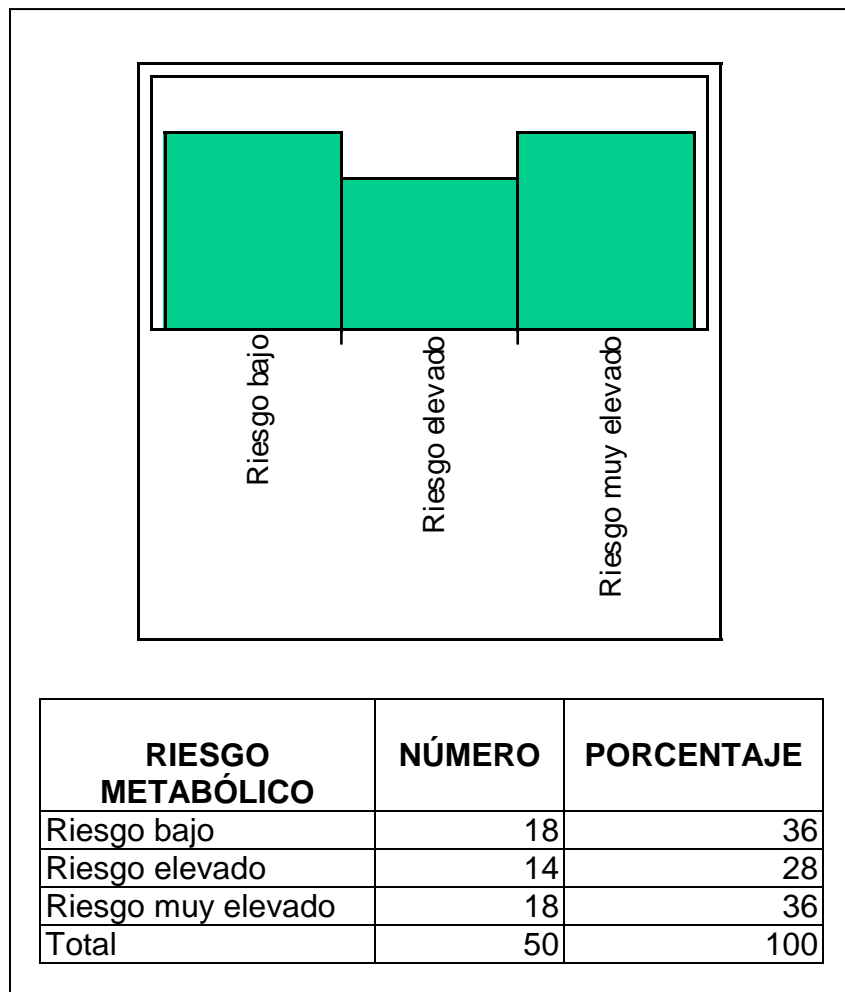 Riesgo bajo
Riesgo elevado
Riesgo muy elevado
RIESGO
METABÓLICO
NÚMERO
PORCENTAJE
Riesgo bajo 18 36
Riesgo elevado 14 28
Riesgo muy elevado 18 36
Total 50 100